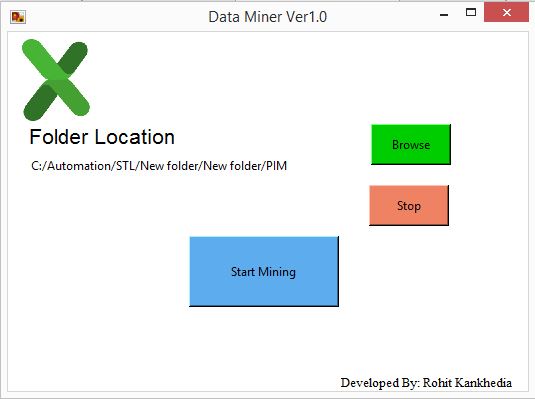 Data Miner Ver1.0
Folder Location
C:/Automation/STL/New folder/New folder/PIM
Browse
Stop
Start Mining
Developed By: Rohit Kankhedia